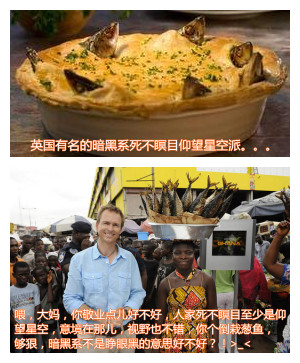 英国有名的暗黑系死不瞑目仰望星空派。。。
GHANA
喂，大妈，你敬业点儿好不好，人家死不瞑目至少是仰
望星空，意境在那儿，视野也不错，你个倒栽葱鱼，
够狠，暗黑系不是睁眼黑的意思好不好？！>_<